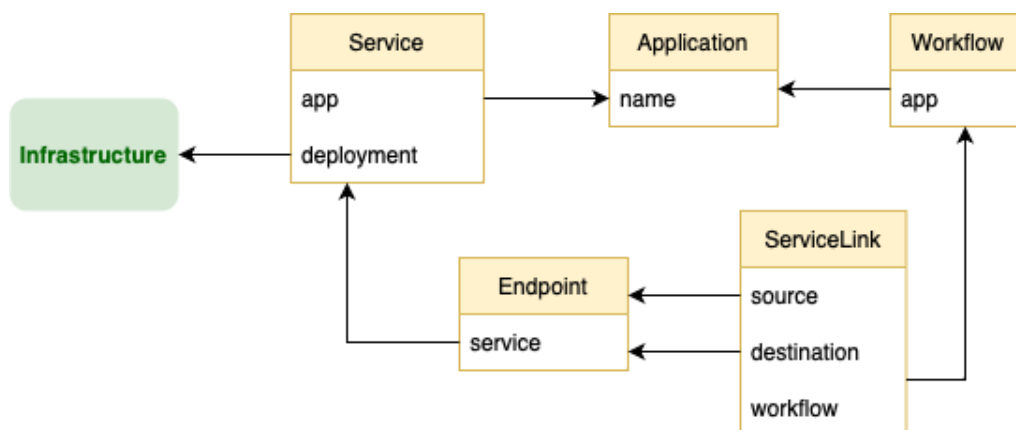 Service
app
deployment
Application
name
Workflow
app
Infrastructure
Endpoint
service
ServiceLink
source
destination
workflow